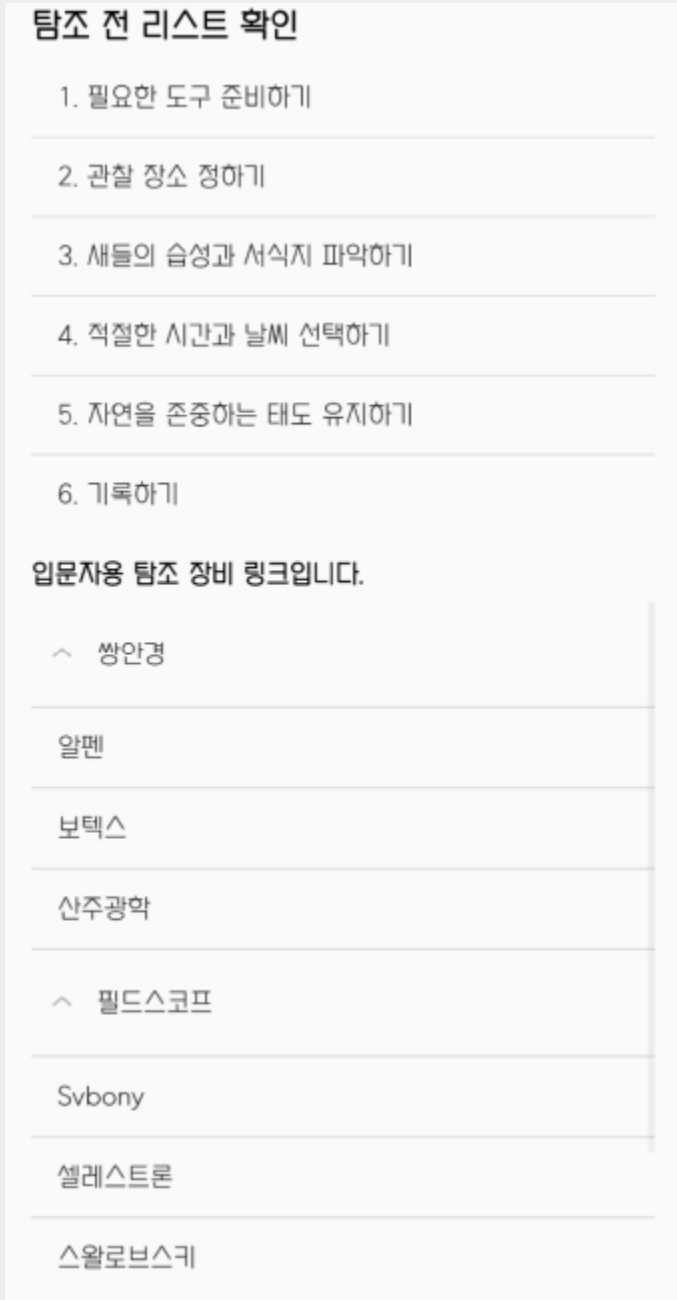 탐조 전 리스트 확인
1. 필요한 도구 준비하기
2. 관찰 장소 정하기
3. 새들의 습성과 서식지 파악하기
4. 적절한 시간과 날씨 선택하기
5. 자연을 존중하는 태도 유지하기
6. 기록하기
입문자용 탐조 장비 링크입니다.
쌍안경
알펜
보텍스
산주광학
필드스코프
Svbony
셀레스트론
스왈로브스키